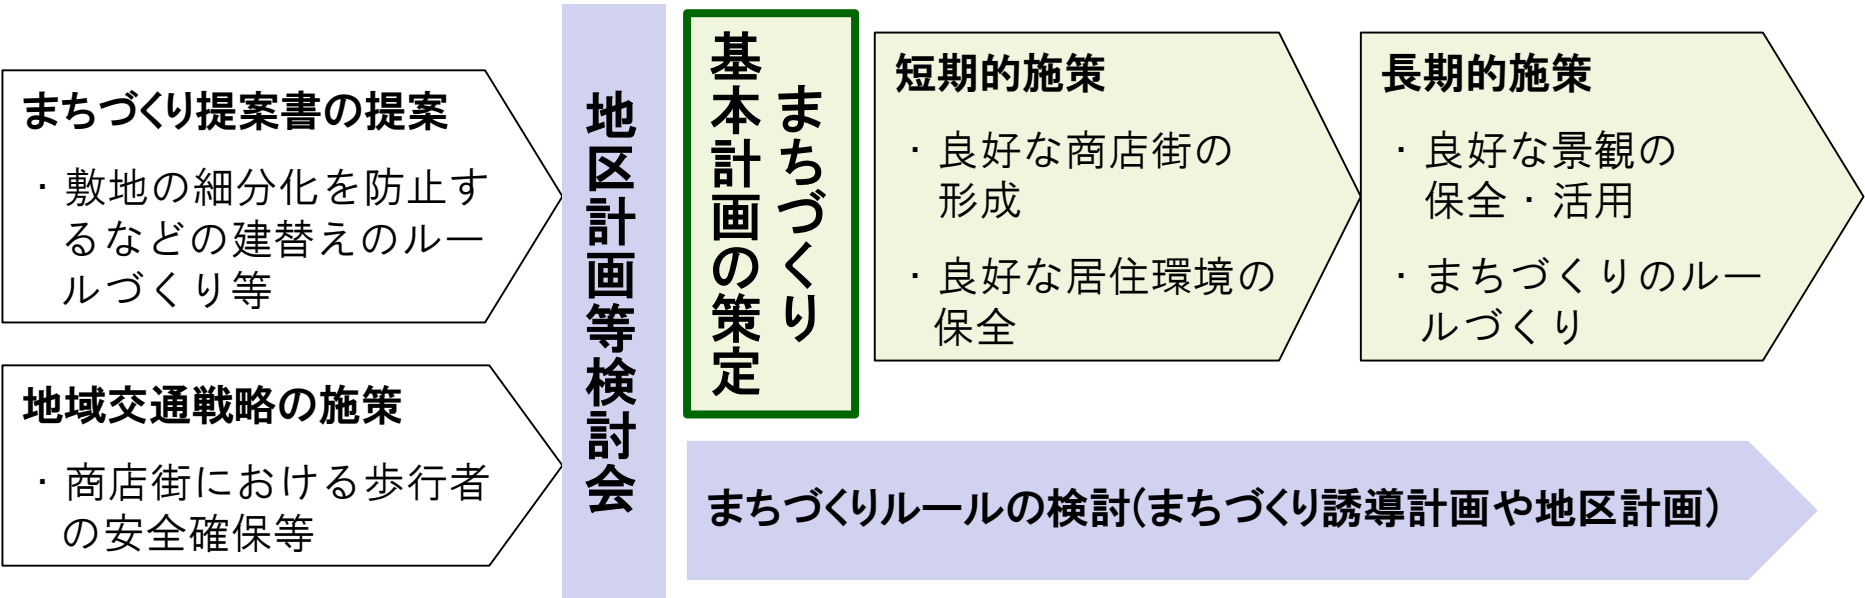 まちづくり提案書の提案
・敷地の細分化を防止す
るなどの建替えのルー
ルづくり等
地域交通戦略の施策
・商店街における歩行者
の安全確保等
地区計画等検討会
まちづくり
基本計画の策定
短期的施策
・良好な商店街の
形成
・良好な居住環境の
保全
長期的施策
・良好な景観の
保全・活用
・まちづくりのルー
ルづくり
まちづくりルールの検討(まちづくり誘導計画や地区計画)